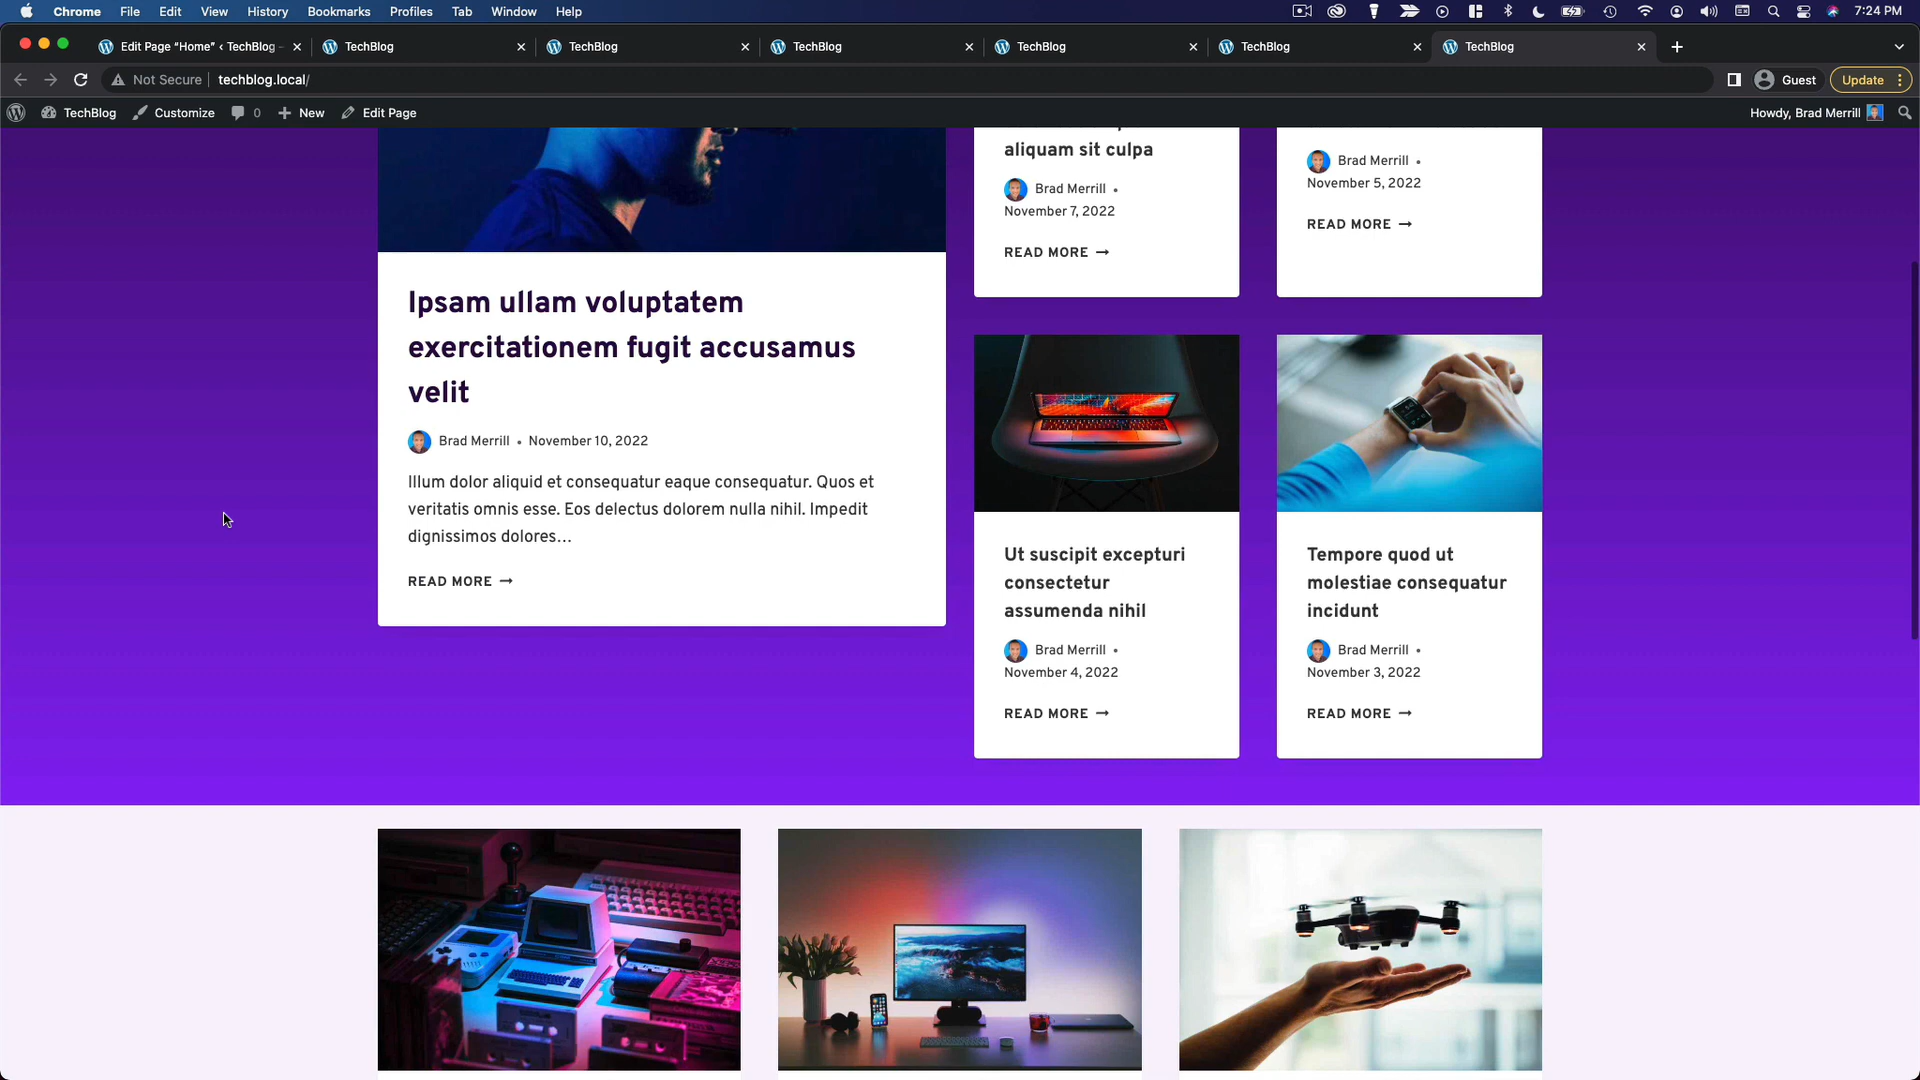 Chrome File Edit View History Bookmarks Profiles Tab Window Help 7:24 PM
Edit Page “Home” ‹ TechBlog - TechBlog TechBlog TechBlog TechBlog TechBlog TechBlog
Not Secure techblog.local/ Guest Update
TechBlog Customize 0 New Edit Page Howdy, Brad Merrill
aliquam sit culpa
Brad Merrill •
November 7, 2022
READ MORE →
Brad Merrill •
November 5, 2022
READ MORE →
Ipsam ullam voluptatem
exercitationem fugit accusamus
velit
Brad Merrill • November 10, 2022
Illum dolor aliquid et consequatur eaque consequatur. Quos et
veritatis omnis esse. Eos delectus dolorem nulla nihil. Impedit
dignissimos dolores…
READ MORE →
Ut suscipit excepturi
consectetur
assumenda nihil
Brad Merrill •
November 4, 2022
READ MORE →
Tempore quod ut
molestiae consequatur
incidunt
Brad Merrill •
November 3, 2022
READ MORE →